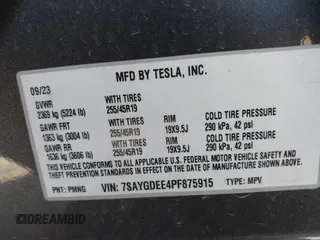 MFD BY TESLA, INC.
09/23
GVWR
2369 kg (5224 lb)
WITH TIRES
255/45R19
GAWR FRT
1363 kg (3004 lb)
WITH TIRES
255/45R19
RIM
19X9.5J
COLD TIRE PRESSURE
290 kPa, 42 psi
GAWR RR
1636 kg (3606 lb)
WITH TIRES
255/45R19
RIM
19X9.5J
COLD TIRE PRESSURE
290 kPa, 42 psi
THIS VEHICLE CONFORMS TO ALL APPLICABLE U.S. FEDERAL MOTOR VEHICLE SAFETY AND
THEFT PREVENTION STANDARDS IN EFFECT ON THE DATE OF MANUFACTURE SHOWN ABOVE.
PNT: PMNG
VIN: 7SAYGDEE4PF875915
TYPE: MPV
DREAMBID